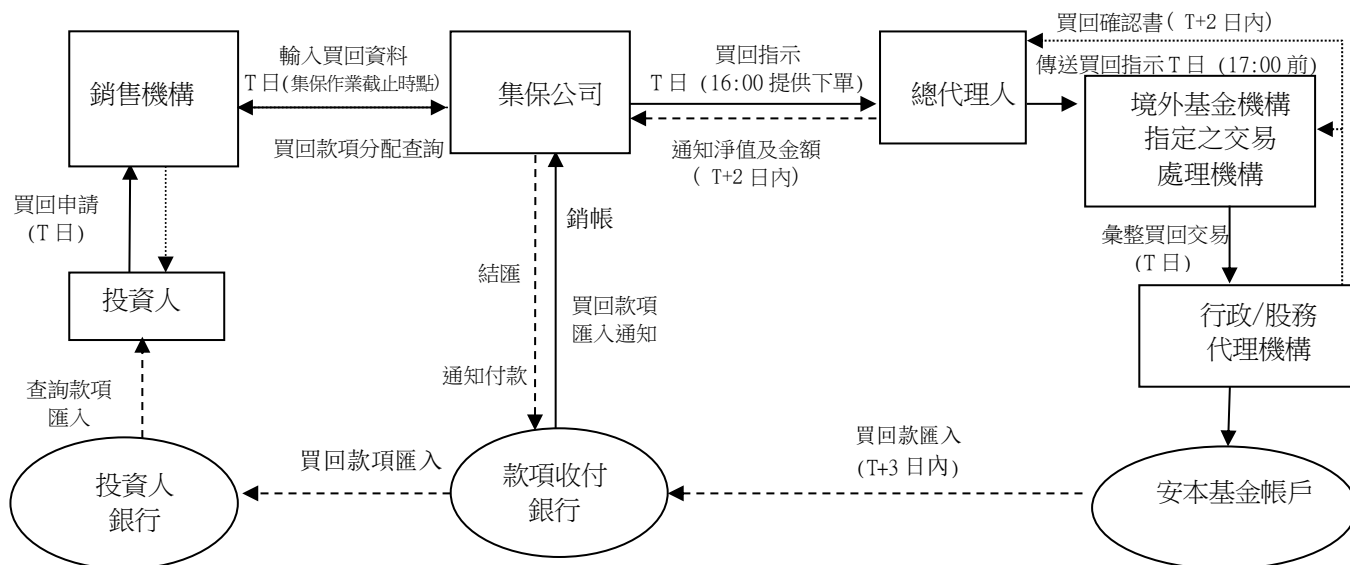 買回確認書( T+2 日內)
輸入買回資料
T 日(集保作業截止時點)
買回指示
T 日 (16:00 提供下單)
傳送買回指示 T 日 (17:00 前)
銷售機構
集保公司
總代理人
境外基金機構
指定之交易
處理機構
買回款項分配查詢
通知淨值及金額
( T+2 日內)
買回申請
(T 日)
銷帳
彙整買回交易
(T 日)
結匯
投資人
買回款項
匯入通知
行政/股務
代理機構
通知付款
查詢款項
匯入
買回款項匯入
買回款匯入
(T+3 日內)
投資人
銀行
款項收付
銀行
安本基金帳戶